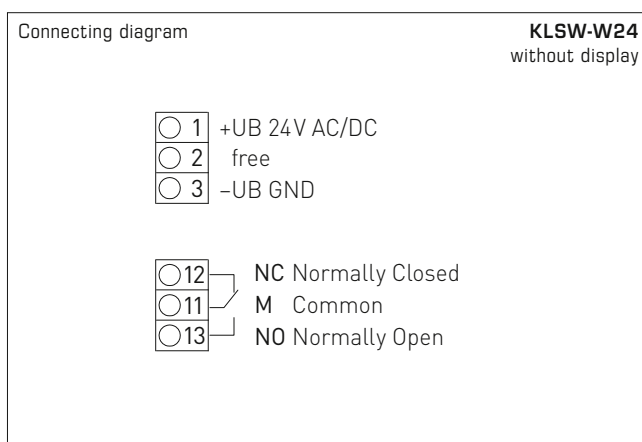 Connecting diagram KLSW-W24
without display
1 +UB 24V AC/DC
2 free
3 –UB GND
12 NC Normally Closed
11 M Common
13 NO Normally Open